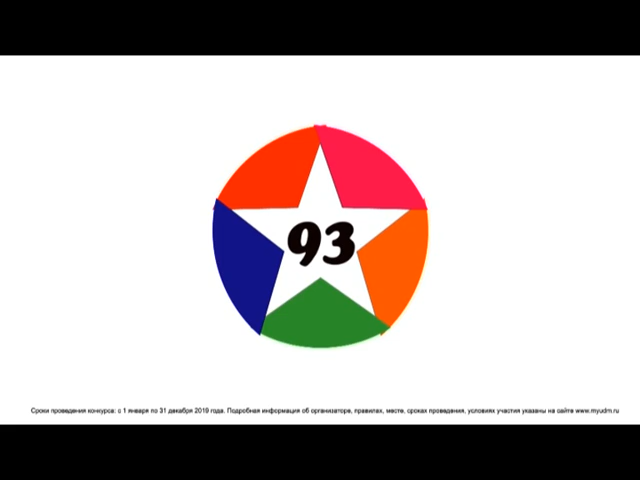 93
Сроки проведения конкурса: с 1 января по 31 декабря 2019 года. Подробная информация об организаторе, правилах, месте, сроках проведения, условиях участия указаны на сайте www.myudm.ru